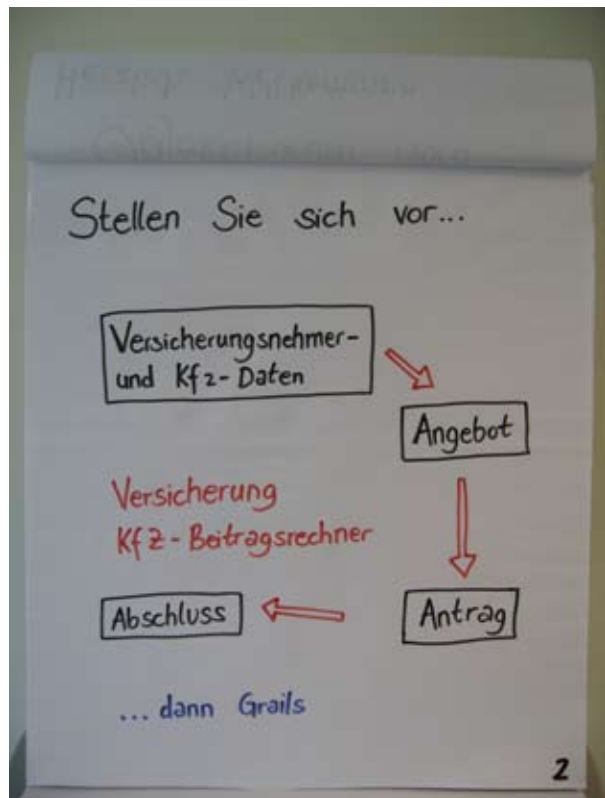 Stellen Sie sich vor...
Versicherungsnehmer-
und Kfz-Daten
Angebot
Versicherung
Kfz-Beitragsrechner
Antrag
Abschluss
...dann Grails
2